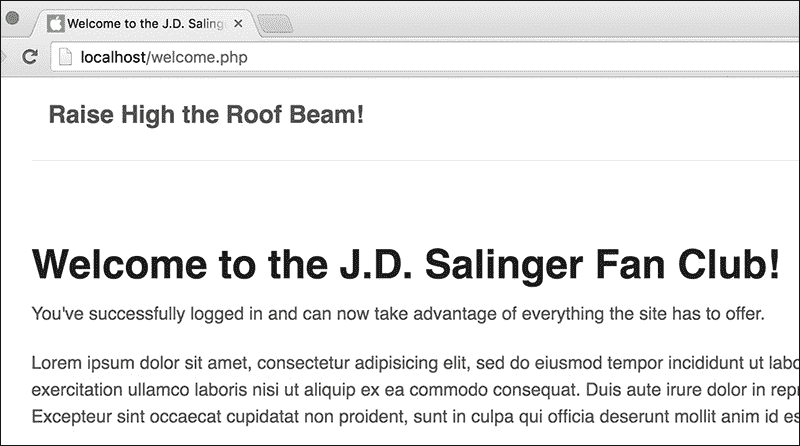 Welcome to the J.D. Saling
localhost/welcome.php
Raise High the Roof Beam!
Welcome to the J.D. Salinger Fan Club!
You've successfully logged in and can now take advantage of everything the site has to offer.
Lorem ipsum dolor sit amet, consectetur adipisicing elit, sed do eiusmod tempor incididunt ut labo
exercitation ullamco laboris nisi ut aliquip ex ea commodo consequat. Duis aute irure dolor in repr
Excepteur sint occaecat cupidatat non proident, sunt in culpa qui officia deserunt mollit anim id es